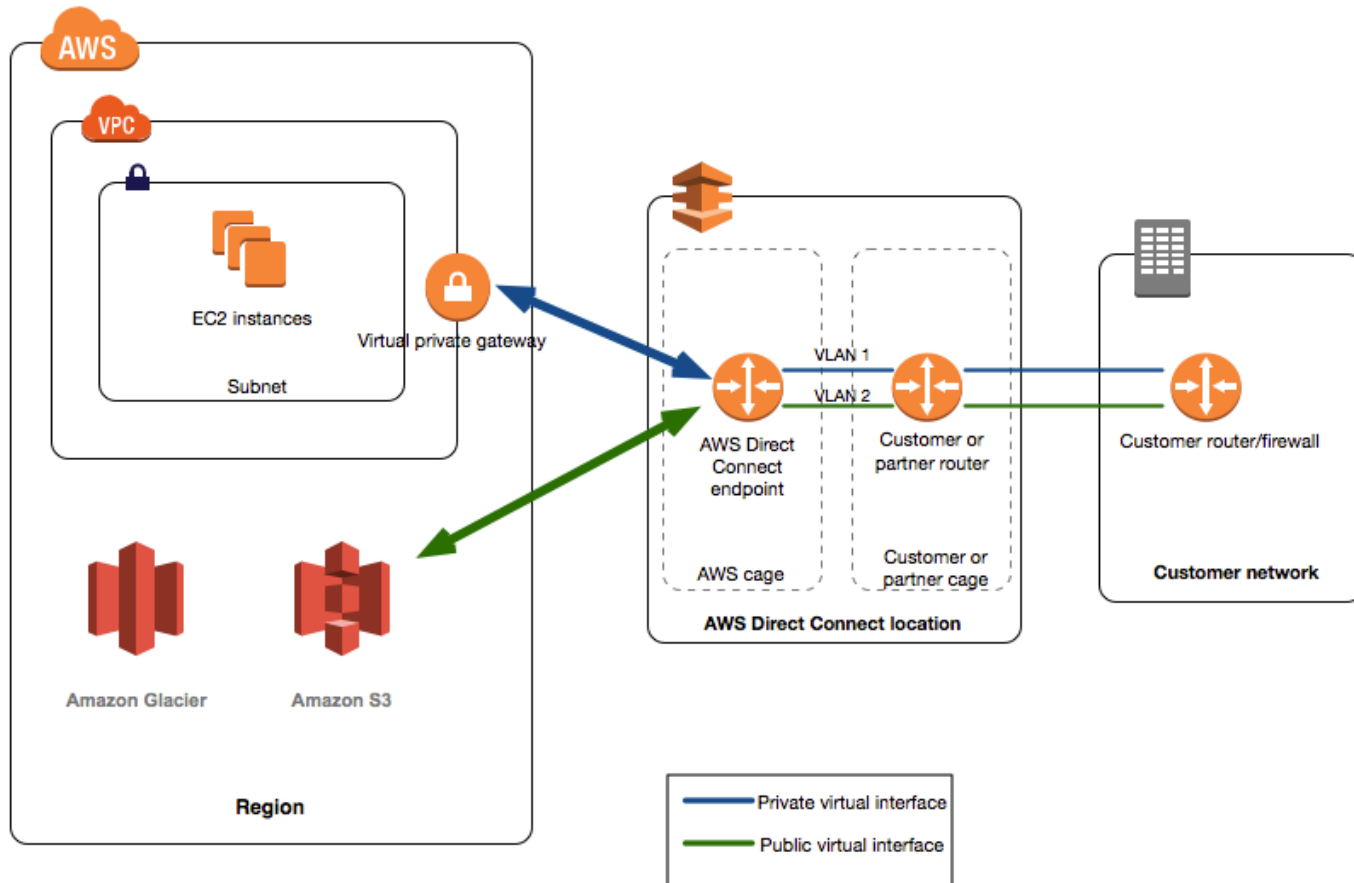 AWS
VPC
EC2 instances
Virtual private gateway
Subnet
Amazon Glacier
Amazon S3
Region
VLAN 1
VLAN 2
AWS Direct
Connect
endpoint
Customer or
partner router
AWS cage
Customer or
partner cage
AWS Direct Connect location
Customer router/firewall
Customer network
Private virtual interface
Public virtual interface